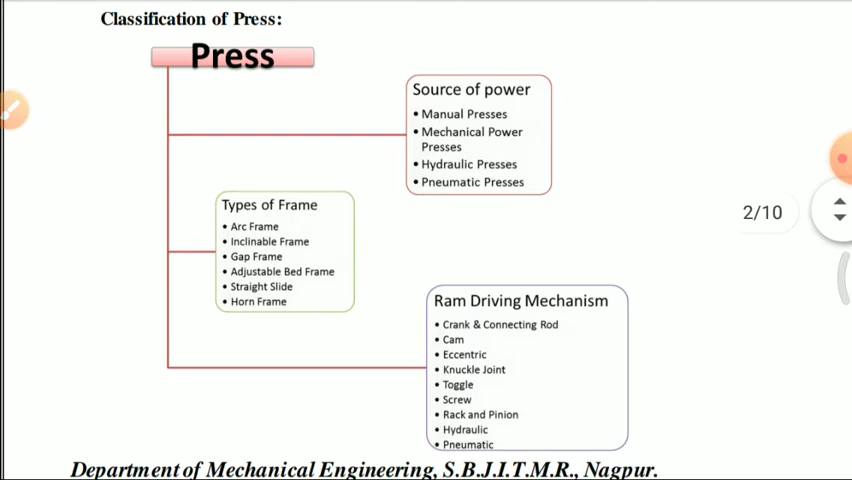 Classification of Press:
Press
Source of power
• Manual Presses
• Mechanical Power
Presses
• Hydraulic Presses
• Pneumatic Presses
Types of Frame
• Arc Frame
• Inclinable Frame
• Gap Frame
• Adjustable Bed Frame
• Straight Slide
• Horn Frame
2/10
Ram Driving Mechanism
• Crank & Connecting Rod
• Cam
• Eccentric
• Knuckle Joint
• Toggle
• Screw
• Rack and Pinion
• Hydraulic
• Pneumatic
Department of Mechanical Engineering, S.B.J.I.T.M.R., Nagpur.